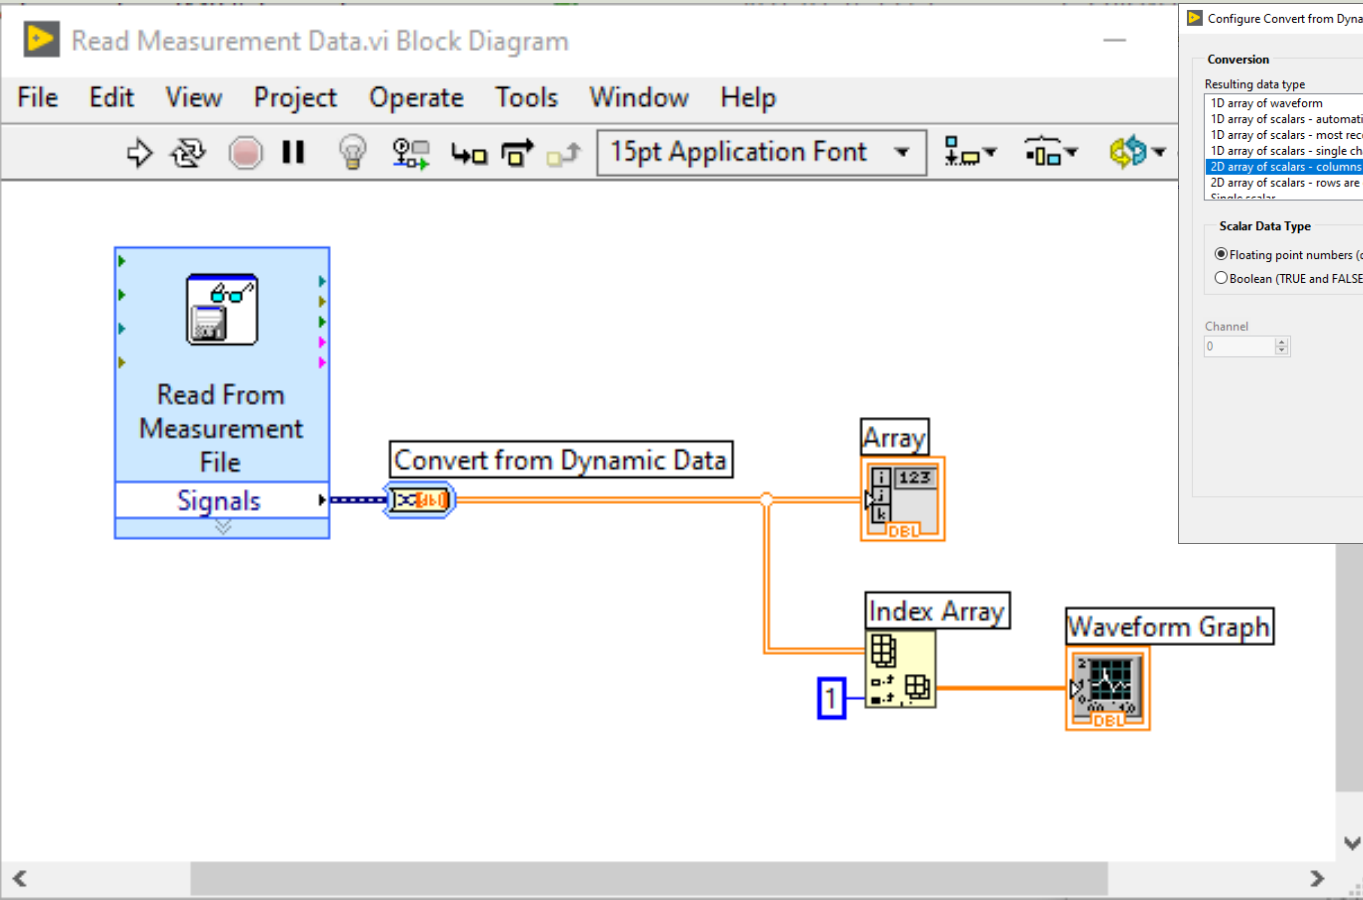 Read Measurement Data.vi Block Diagram
File Edit View Project Operate Tools Window Help
15pt Application Font
Read From
Measurement
File
Signals
Convert from Dynamic Data
Array
123
i
j
k
DBL
Index Array
1
Waveform Graph
DBL
Configure Convert from Dyna
Conversion
Resulting data type
1D array of waveform
1D array of scalars - automati
1D array of scalars - most rec
1D array of scalars - single ch
2D array of scalars - columns
2D array of scalars - rows are
Single scalar
Scalar Data Type
Floating point numbers (d
Boolean (TRUE and FALSE
Channel
0